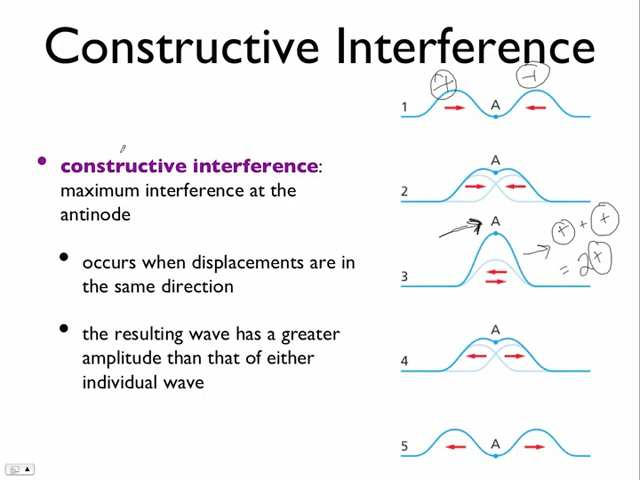 Constructive Interference
+
+
1
A
• constructive interference:
maximum interference at the
antinode
2
A
• occurs when displacements are in
the same direction
3
A
+ + +
= 2+
• the resulting wave has a greater
amplitude than that of either
individual wave
4
A
5
A